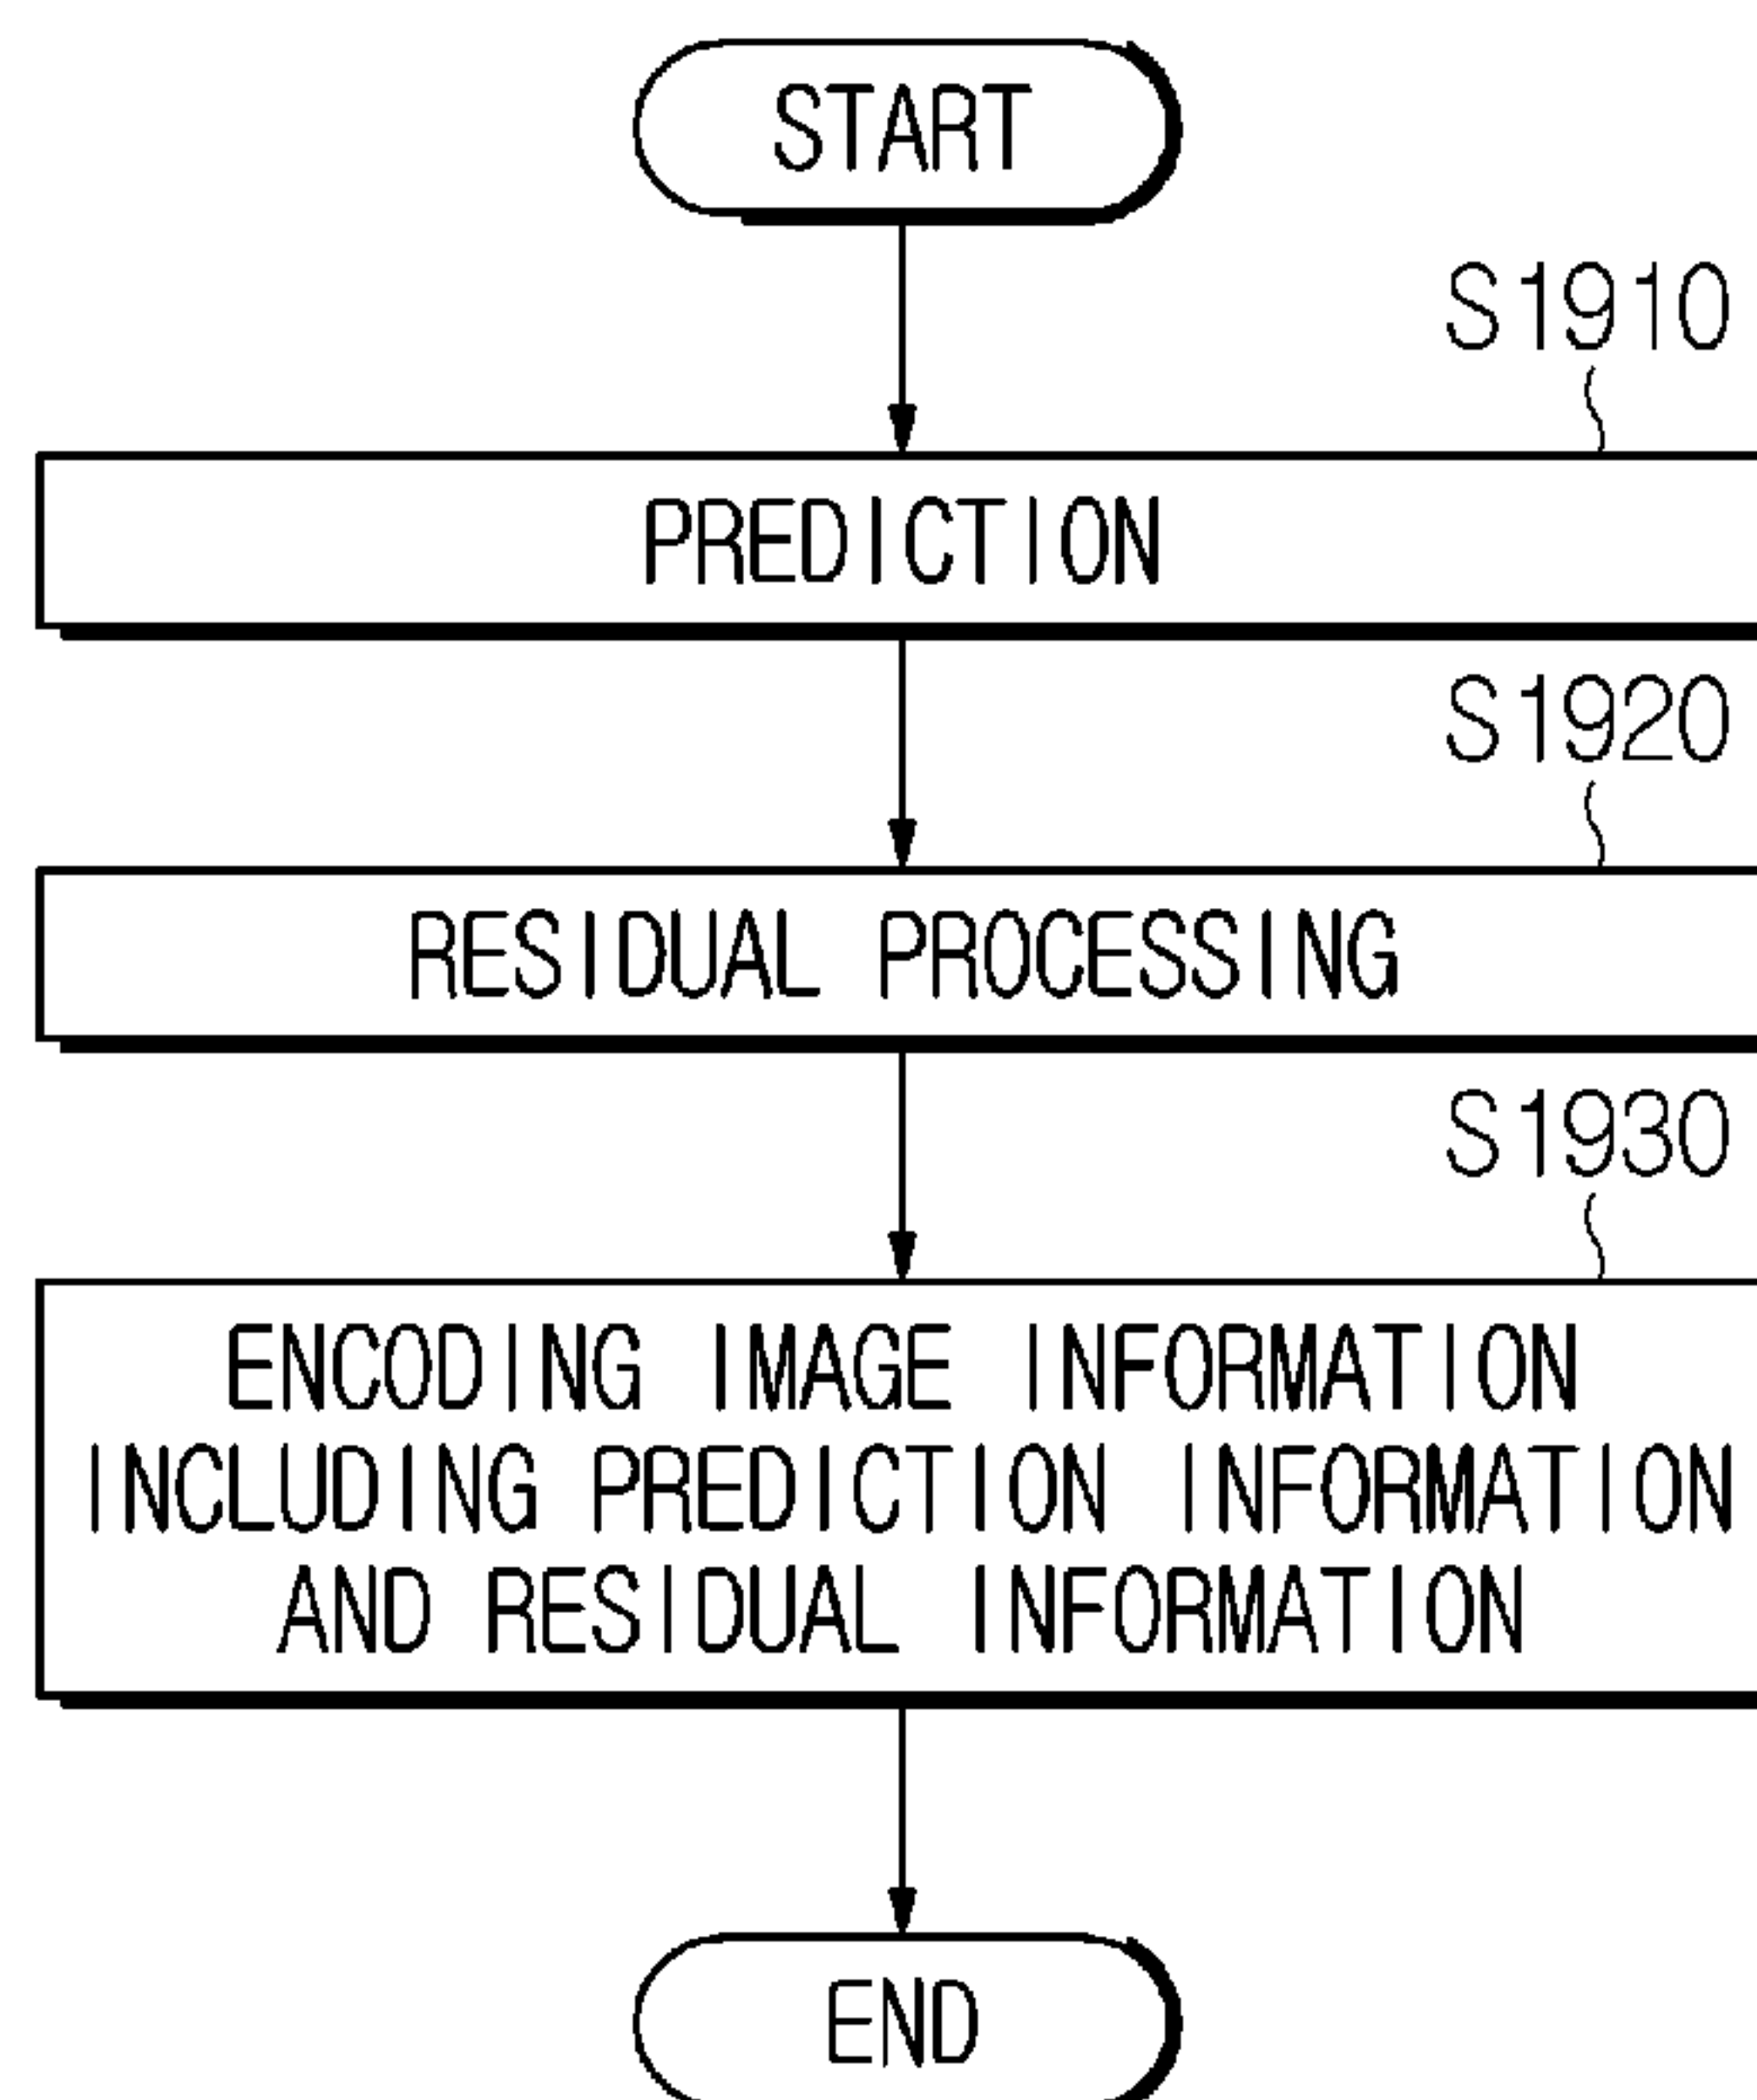 START
S1910
PREDICTION
S1920
RESIDUAL PROCESSING
S1930
ENCODING IMAGE INFORMATION
INCLUDING PREDICTION INFORMATION
AND RESIDUAL INFORMATION
END